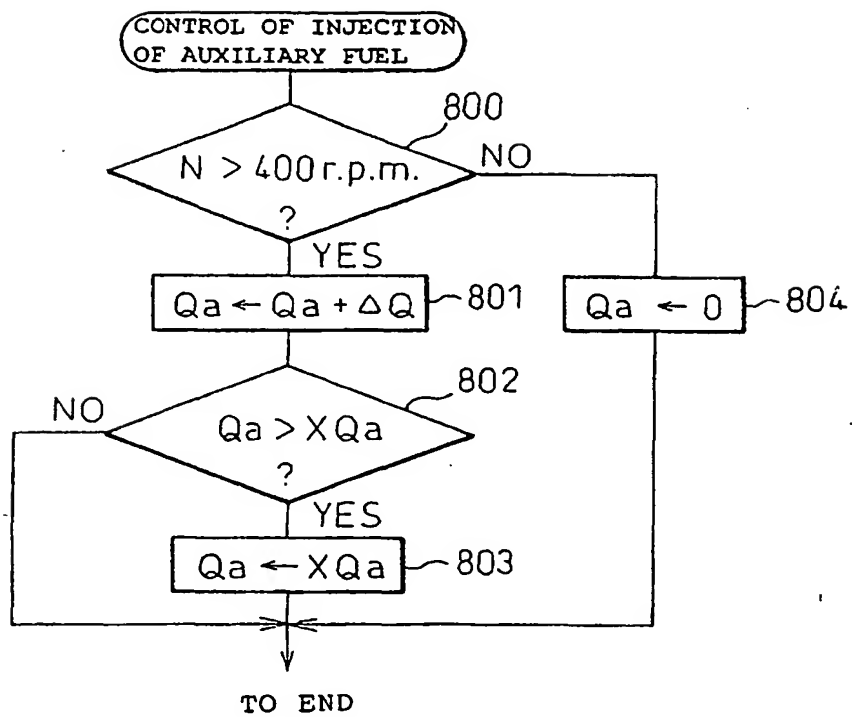 CONTROL OF INJECTION
OF AUXILIARY FUEL
800
N > 400 r.p.m.
?
NO
YES
Qa ← Qa + ΔQ
801
Qa ← 0
804
802
NO
Qa > XQa
?
YES
Qa ← XQa
803
TO END